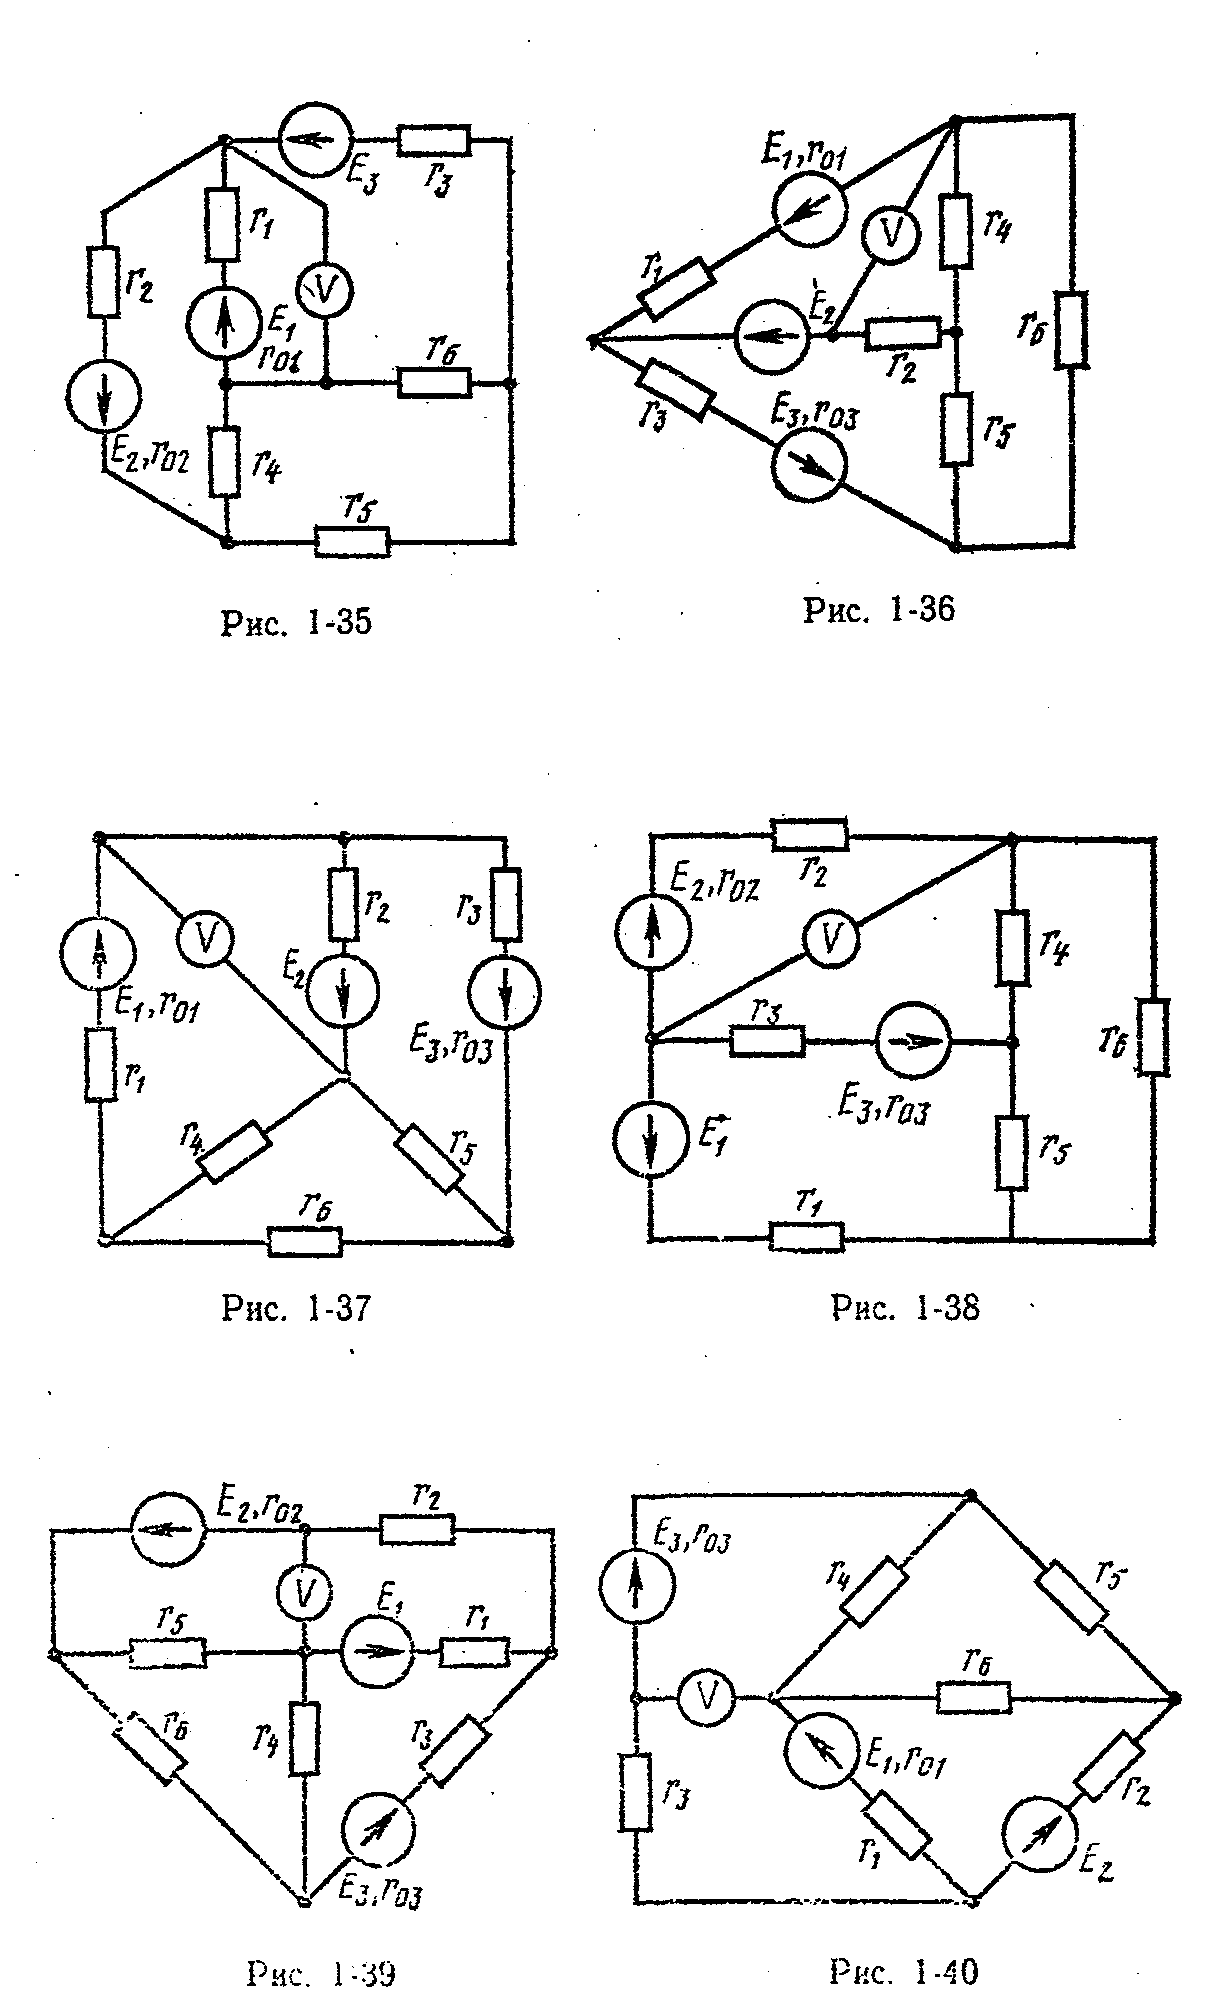 E3
r3
r1
r2
V
E1
r01
r6
E2, r02
r4
r5
Рис. 1-35
E1, r01
r4
V
r1
E2
r6
r2
r3
E3, r03
r5
Рис. 1-36
r2
r3
V
E2
E1, r01
E3, r03
r1
r4
r5
r6
Рис. 1-37
r2
E2, r02
V
r4
r3
r6
E3, r03
E1
r5
r1
Рис. 1-38
E2, r02
r2
V
E1
r5
r1
r6
r4
r3
E3, r03
Рис. 1-39
E3, r03
r4
r5
V
r6
E1, r01
r3
r2
r1
E2
Рис. 1-40